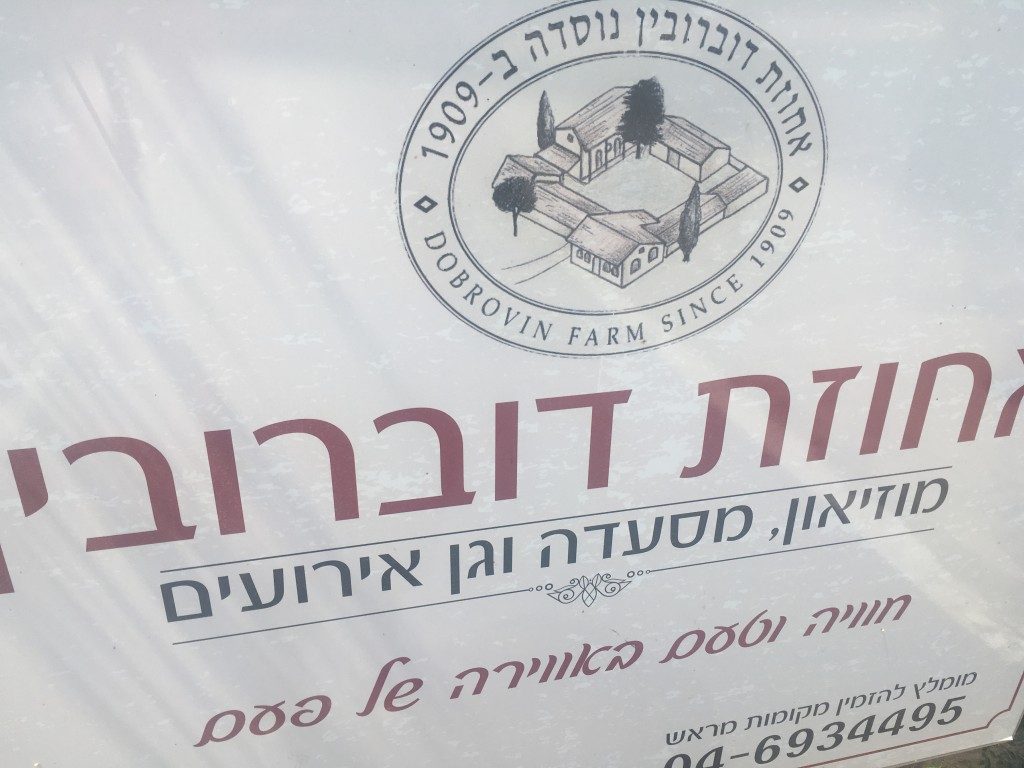 אחוזת דוברובין נוסדה ב-1909
DOBROVIN FARM SINCE 1909
אחוזת דוברובין
מוזיאון, מסעדה וגן אירועים
חוויה וטעם באווירה של פעם
מומלץ להזמין מקומות מראש
04-6934495